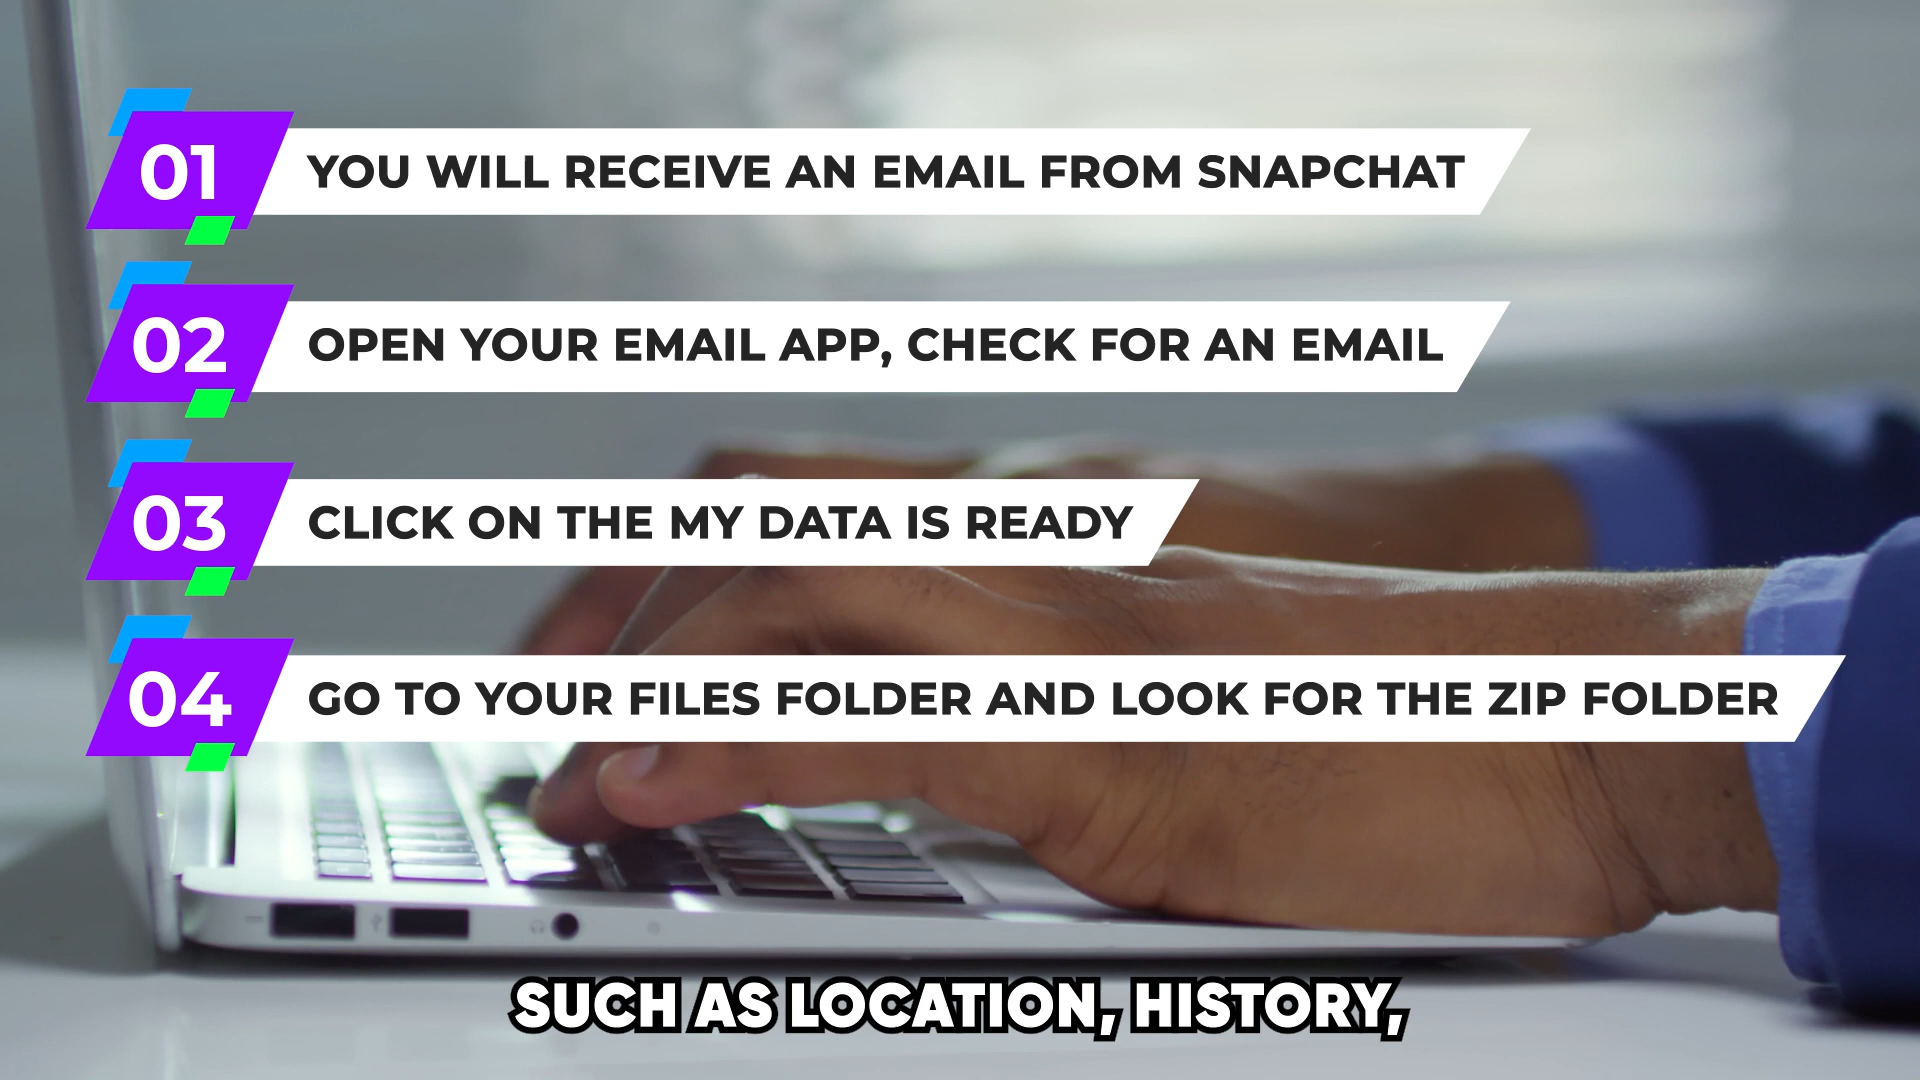 01 YOU WILL RECEIVE AN EMAIL FROM SNAPCHAT
02 OPEN YOUR EMAIL APP, CHECK FOR AN EMAIL
03 CLICK ON THE MY DATA IS READY
04 GO TO YOUR FILES FOLDER AND LOOK FOR THE ZIP FOLDER
SUCH AS LOCATION, HISTORY,